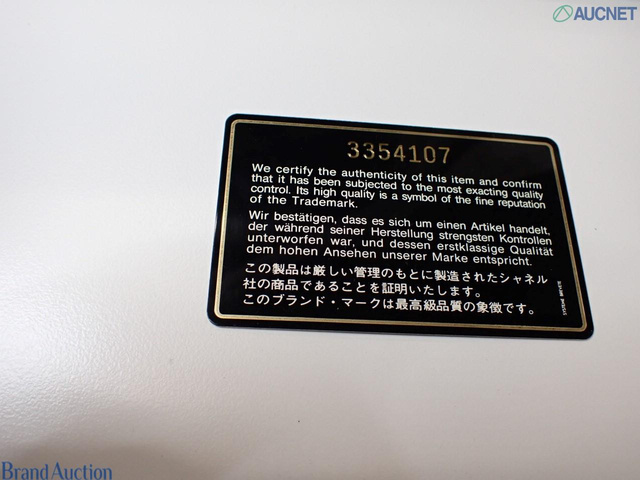 AUCNET
3354107
We certify the authenticity of this item and confirm
that it has been subjected to the most exacting quality
control. Its high quality is a symbol of the fine reputation
of the Trademark.
Wir bestätigen, dass es sich um einen Artikel handelt,
der während seiner Herstellung strengsten Kontrollen
unterworfen war, und dessen erstklassige Qualität
dem hohen Ansehen unserer Marke entspricht.
この製品は厳しい管理のもとに製造されたシャネル
社の商品であることを証明いたします。
このブランド・マークは最高級品質の象徴です。
Brand Auction